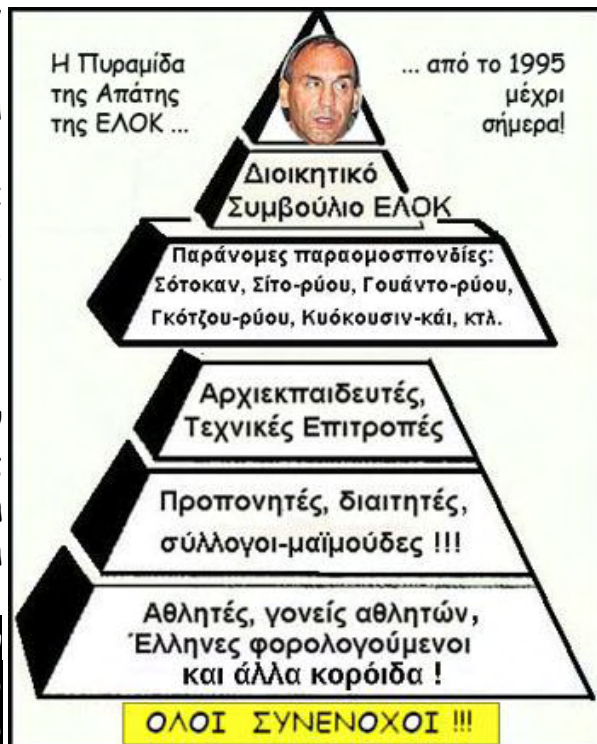 Η Πυραμίδα
της Απάτης
της ΕΛΟΚ ...
... από το 1995
μέχρι
σήμερα!
Διοικητικό
Συμβούλιο ΕΛΟΚ
Παράνομες παραομοσπονδίες:
Σότοκαν, Σίτο-ρύου, Γουάντο-ρύου,
Γκότζου-ρύου, Κυόκουσιν-κάι, κτλ.
Αρχιεκπαιδευτές,
Τεχνικές Επιτροπές
Προπονητές, διαιτητές,
σύλλογοι-μαϊμούδες !!!
Αθλητές, γονείς αθλητών,
Έλληνες φορολογούμενοι
και άλλα κορόιδα !
ΟΛΟΙ ΣΥΝΕΝΟΧΟΙ !!!